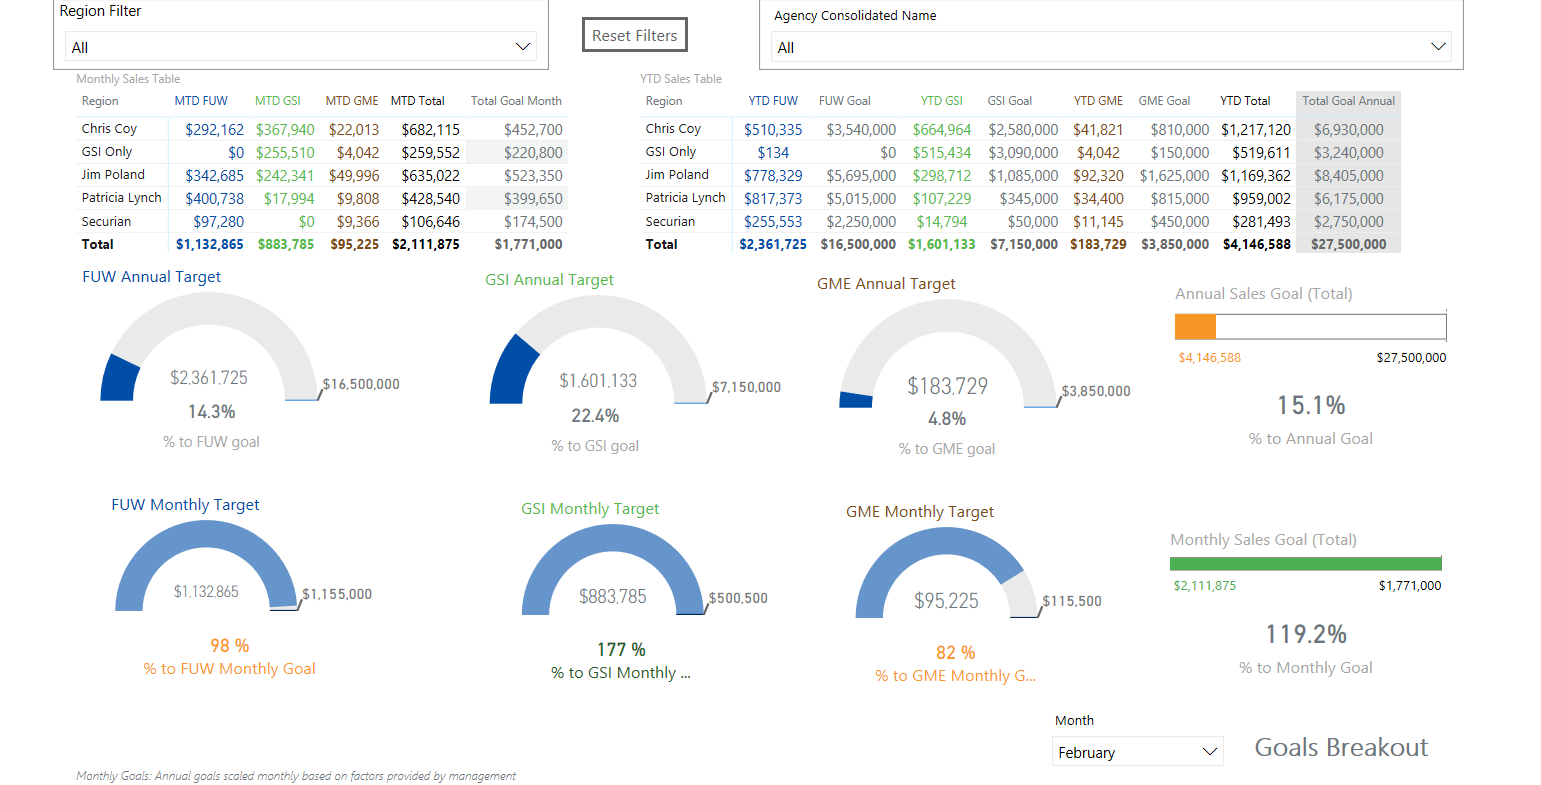 Region Filter
All
Reset Filters
Agency Consolidated Name
All
Monthly Sales Table
Region MTD FUW MTD GSI MTD GME MTD Total Total Goal Month
Chris Coy $292,162 $367,940 $22,013 $682,115 $452,700
GSI Only $0 $255,510 $4,042 $259,552 $220,800
Jim Poland $342,685 $242,341 $49,996 $635,022 $523,350
Patricia Lynch $400,738 $17,994 $9,808 $428,540 $399,650
Securian $97,280 $0 $9,366 $106,646 $174,500
Total $1,132,865 $883,785 $95,225 $2,111,875 $1,771,000
YTD Sales Table
Region YTD FUW FUW Goal YTD GSI GSI Goal YTD GME GME Goal YTD Total Total Goal Annual
Chris Coy $510,335 $3,540,000 $664,964 $2,580,000 $41,821 $810,000 $1,217,120 $6,930,000
GSI Only $134 $0 $515,434 $3,090,000 $4,042 $150,000 $519,611 $3,240,000
Jim Poland $778,329 $5,695,000 $298,712 $1,085,000 $92,320 $1,625,000 $1,169,362 $8,405,000
Patricia Lynch $817,373 $5,015,000 $107,229 $345,000 $34,400 $815,000 $959,002 $6,175,000
Securian $255,553 $2,250,000 $14,794 $50,000 $11,145 $450,000 $281,493 $2,750,000
Total $2,361,725 $16,500,000 $1,601,133 $7,150,000 $183,729 $3,850,000 $4,146,588 $27,500,000
FUW Annual Target
$2,361,725
$16,500,000
14.3%
% to FUW goal
GSI Annual Target
$1,601,133
$7,150,000
22.4%
% to GSI goal
GME Annual Target
$183,729
$3,850,000
4.8%
% to GME goal
Annual Sales Goal (Total)
$4,146,588 $27,500,000
15.1%
% to Annual Goal
FUW Monthly Target
$1,132,865
$1,155,000
98 %
% to FUW Monthly Goal
GSI Monthly Target
$883,785
$500,500
177 %
% to GSI Monthly ...
GME Monthly Target
$95,225
$115,500
82 %
% to GME Monthly G...
Monthly Sales Goal (Total)
$2,111,875 $1,771,000
119.2%
% to Monthly Goal
Month
February
Goals Breakout
Monthly Goals: Annual goals scaled monthly based on factors provided by management